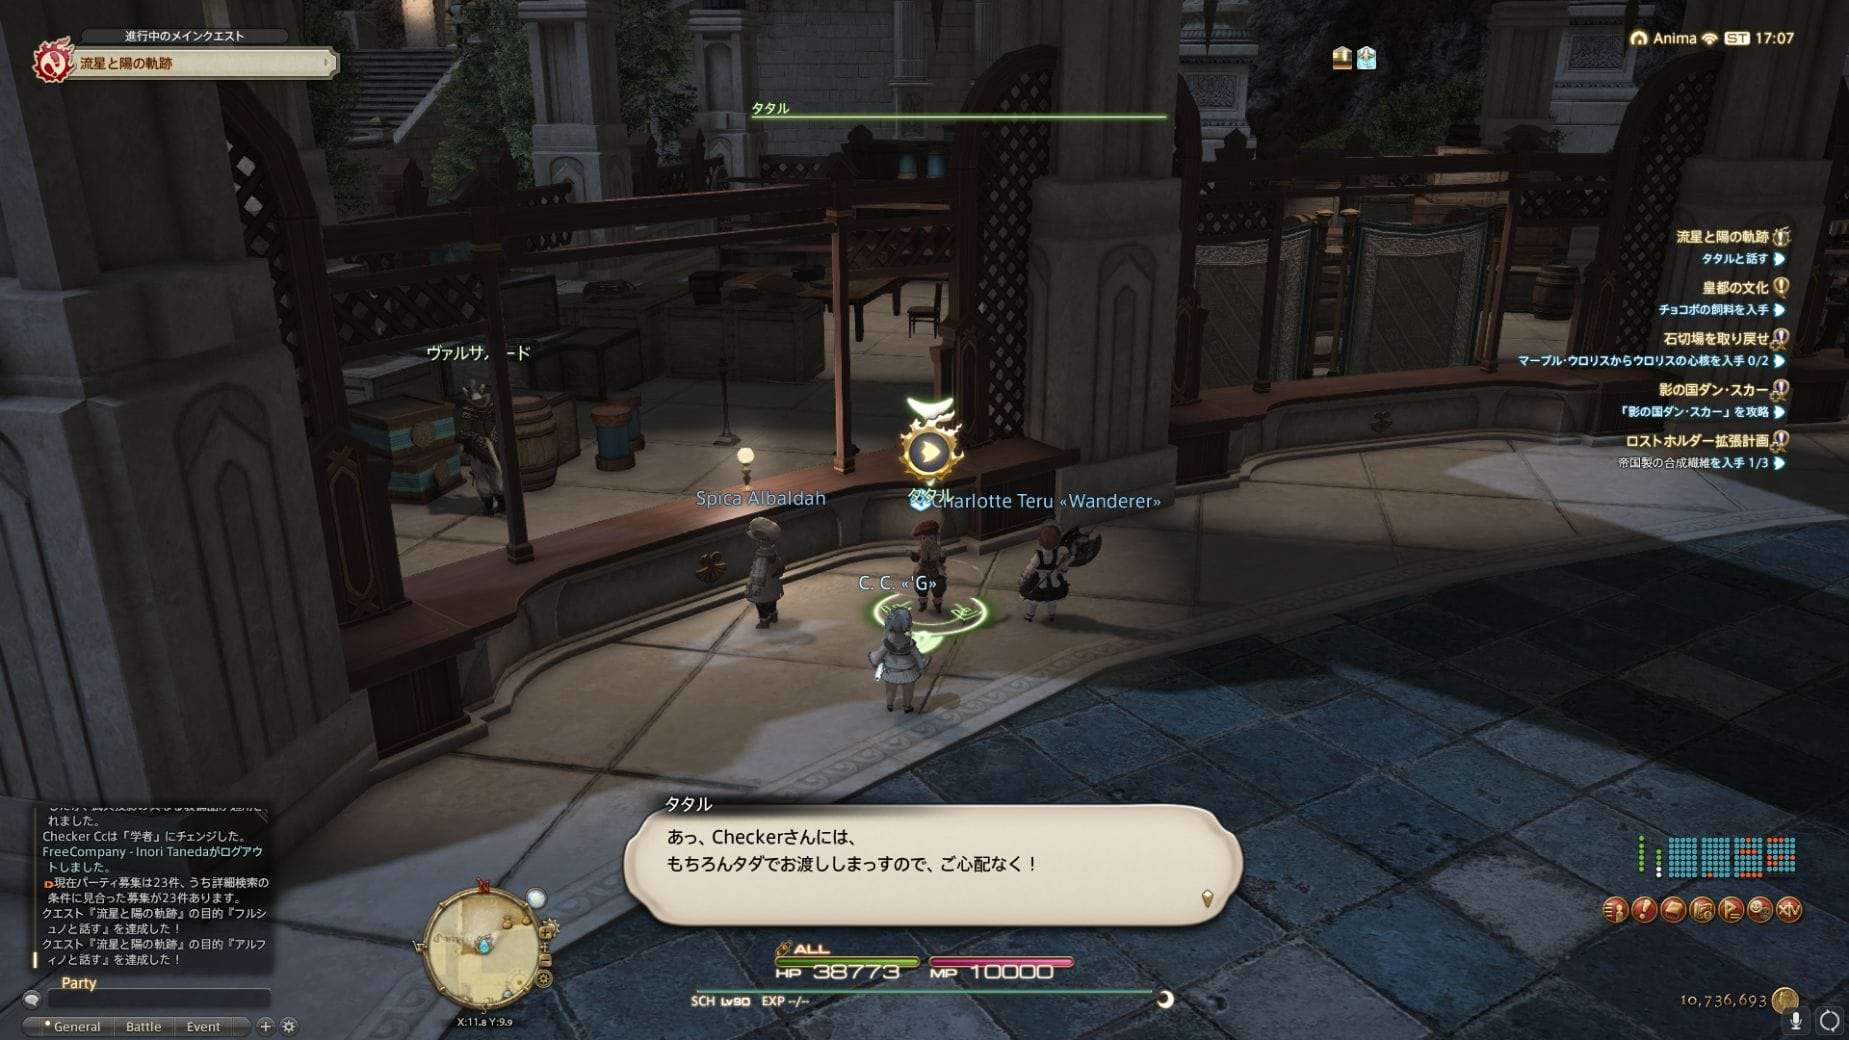 進行中のメインクエスト
流星と陽の軌跡
Anima ST 17:07
タタル
流星と陽の軌跡
タタルと話す
皇都の文化
チョコボの飼料を入手
石切場を取り戻せ
マーブル・ウロリスからウロリスの心核を入手 0/2
影の国ダン・スカー
「影の国ダン・スカー」を攻略
ロストホルダー拡張計画
帝国製の合成繊維を入手 1/3
Spica Albaldah
タタル
Charlotte Teru «Wanderer»
C. C. «'G»
タタル
あっ、Checkerさんには、
もちろんタダでお渡ししまっすので、ご心配なく！
れました。
Checker Ccは「学者」にチェンジした。
FreeCompany - Inori Tanedaがログアウ
トしました。
現在パーティ募集は23件、うち詳細検索の
条件に見合った募集が23件あります。
クエスト『流星と陽の軌跡』の目的『フルシ
ュノと話す』を達成した！
クエスト『流星と陽の軌跡』の目的『アルフ
ィノと話す』を達成した！
Party
General Battle Event
X:11.8 Y:9.9
ALL
HP 38773 MP 10000
SCH Lv90 EXP --/--
10,736,693
XIV